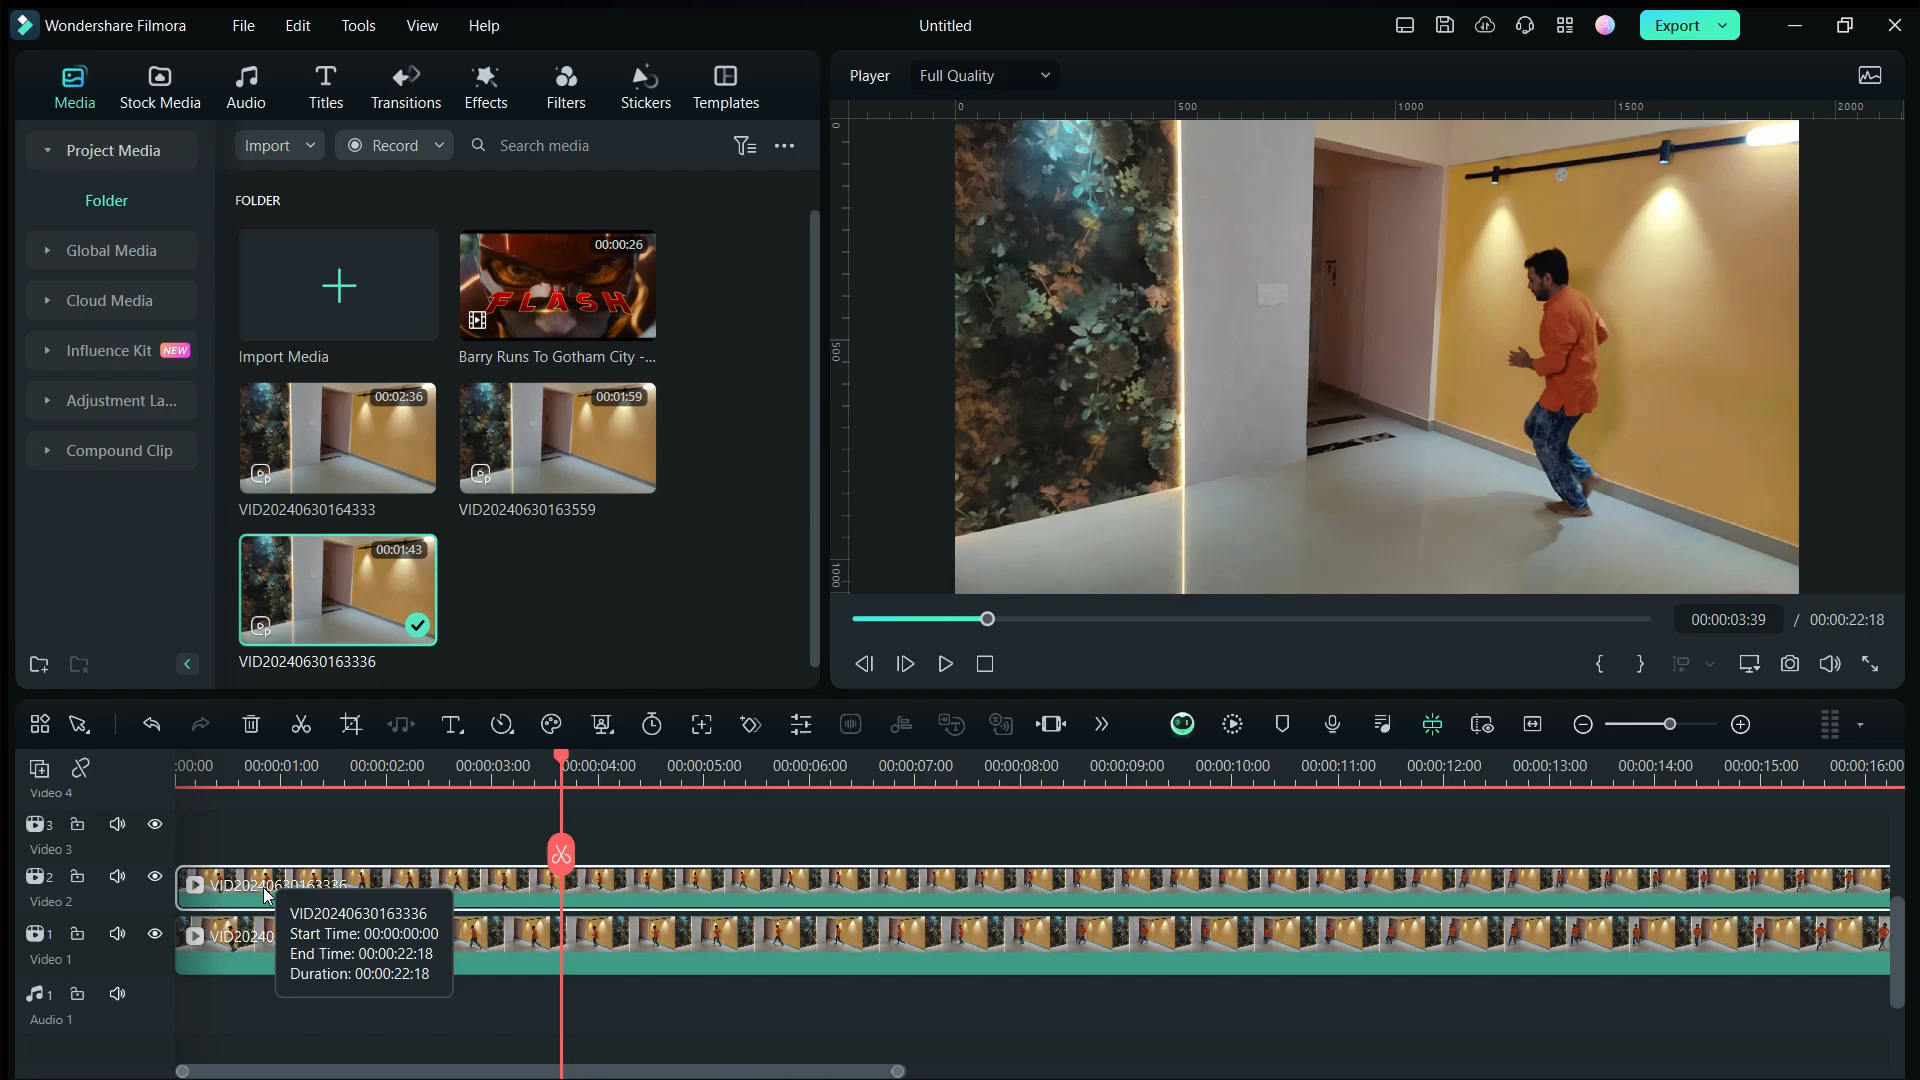 Wondershare Filmora
File
Edit
Tools
View
Help
Untitled
Export
Media
Stock Media
Audio
Titles
Transitions
Effects
Filters
Stickers
Templates
Player
Full Quality
0
500
1000
1500
2000
0
500
1000
Project Media
Folder
Global Media
Cloud Media
Influence Kit NEW
Adjustment La...
Compound Clip
Import
Record
Search media
FOLDER
Import Media
00:00:26
FLASH
Barry Runs To Gotham City -...
00:02:36
VID20240630164333
00:01:59
VID20240630163559
00:01:43
VID20240630163336
00:00:03:39 / 00:00:22:18
:00:00
00:00:01:00
00:00:02:00
00:00:03:00
00:00:04:00
00:00:05:00
00:00:06:00
00:00:07:00
00:00:08:00
00:00:09:00
00:00:10:00
00:00:11:00
00:00:12:00
00:00:13:00
00:00:14:00
00:00:15:00
00:00:16:00
Video 4
3
Video 3
2
Video 2
VID20240630163336
1
Video 1
VID20240
VID20240630163336
Start Time: 00:00:00:00
End Time: 00:00:22:18
Duration: 00:00:22:18
1
Audio 1